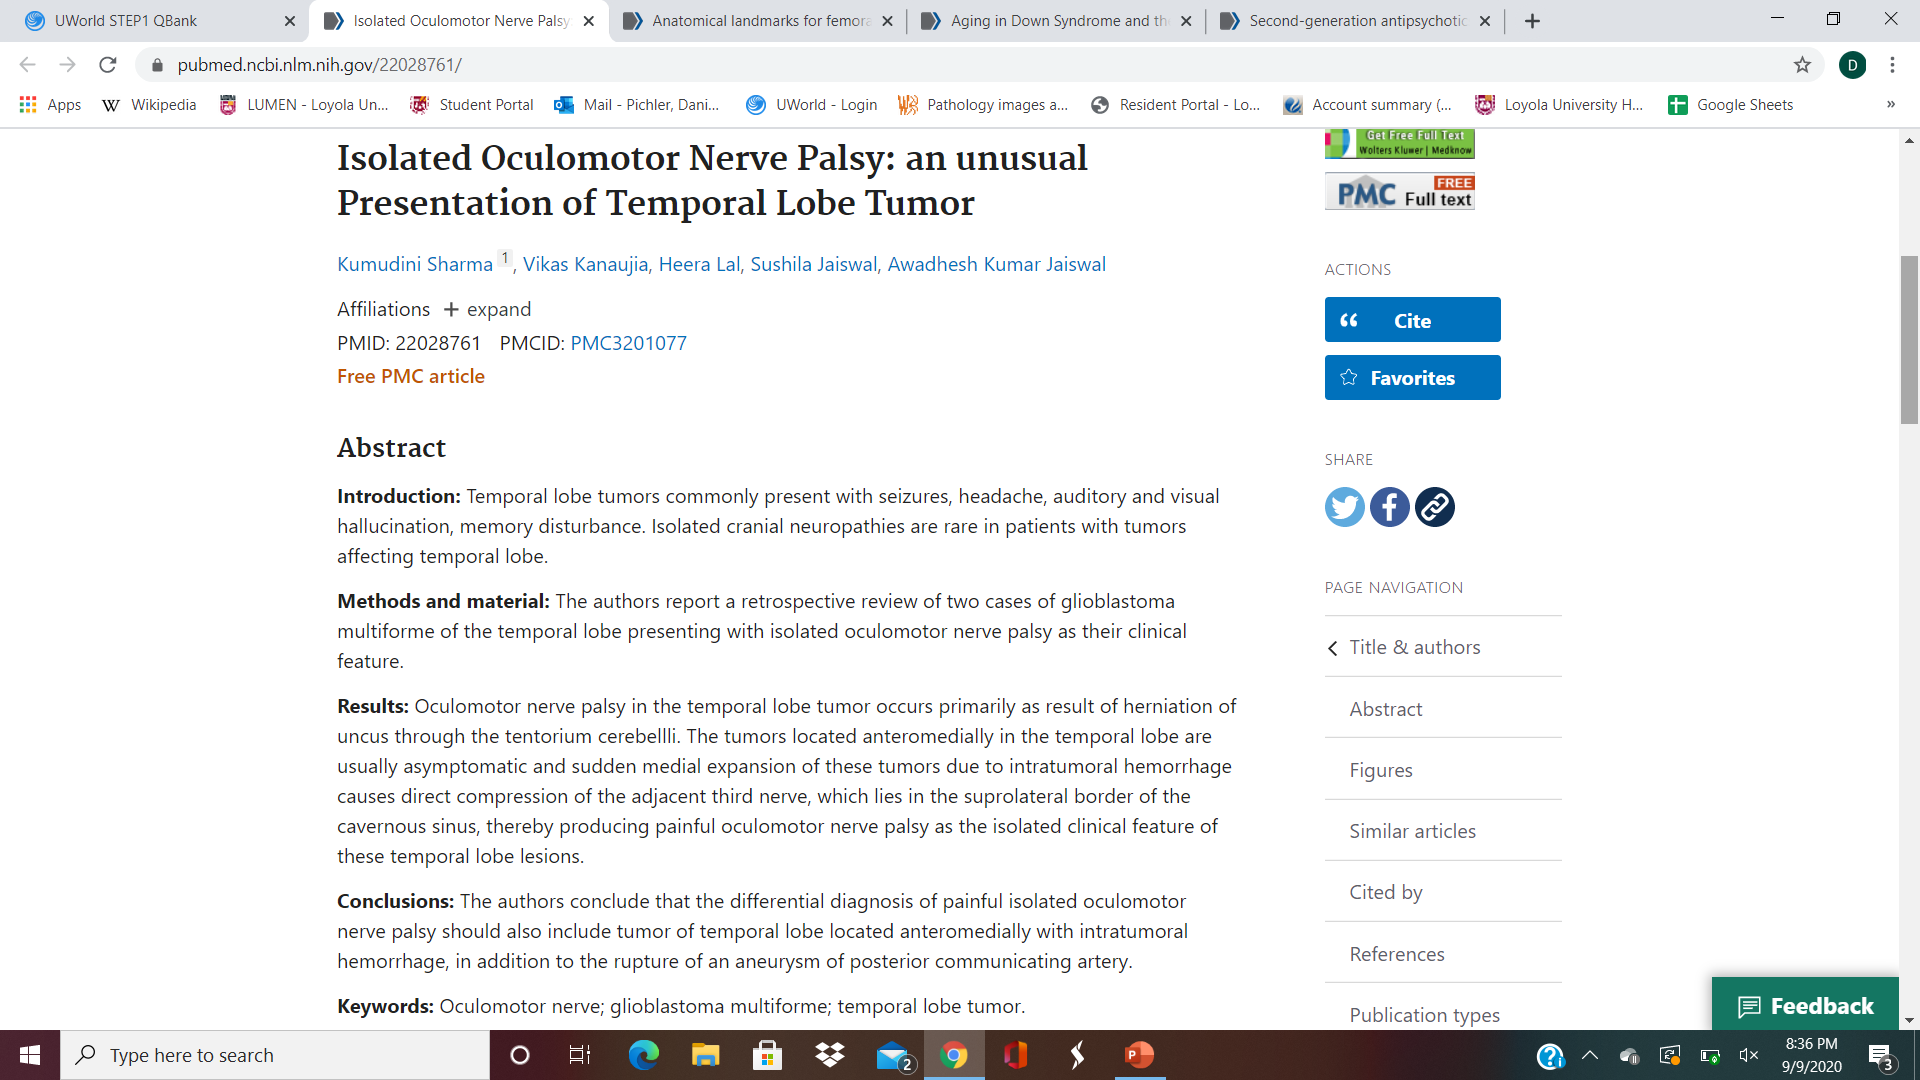 UWorld STEP1 QBank
Isolated Oculomotor Nerve Palsy
Anatomical landmarks for femora
Aging in Down Syndrome and th
Second-generation antipsychotic
pubmed.ncbi.nlm.nih.gov/22028761/
D
Apps
Wikipedia
LUMEN - Loyola Un...
Student Portal
Mail - Pichler, Dani...
UWorld - Login
Pathology images a...
Resident Portal - Lo...
Account summary (...
Loyola University H...
Google Sheets
»
Isolated Oculomotor Nerve Palsy: an unusual
Presentation of Temporal Lobe Tumor
Kumudini Sharma 1, Vikas Kanaujia, Heera Lal, Sushila Jaiswal, Awadhesh Kumar Jaiswal
Affiliations + expand
PMID: 22028761 PMCID: PMC3201077
Free PMC article
Abstract
Introduction: Temporal lobe tumors commonly present with seizures, headache, auditory and visual
hallucination, memory disturbance. Isolated cranial neuropathies are rare in patients with tumors
affecting temporal lobe.
Methods and material: The authors report a retrospective review of two cases of glioblastoma
multiforme of the temporal lobe presenting with isolated oculomotor nerve palsy as their clinical
feature.
Results: Oculomotor nerve palsy in the temporal lobe tumor occurs primarily as result of herniation of
uncus through the tentorium cerebellli. The tumors located anteromedially in the temporal lobe are
usually asymptomatic and sudden medial expansion of these tumors due to intratumoral hemorrhage
causes direct compression of the adjacent third nerve, which lies in the suprolateral border of the
cavernous sinus, thereby producing painful oculomotor nerve palsy as the isolated clinical feature of
these temporal lobe lesions.
Conclusions: The authors conclude that the differential diagnosis of painful isolated oculomotor
nerve palsy should also include tumor of temporal lobe located anteromedially with intratumoral
hemorrhage, in addition to the rupture of an aneurysm of posterior communicating artery.
Keywords: Oculomotor nerve; glioblastoma multiforme; temporal lobe tumor.
Get Free Full Text
Wolters Kluwer | Medknow
PMC FREE
Full text
ACTIONS
Cite
Favorites
SHARE
PAGE NAVIGATION
Title & authors
Abstract
Figures
Similar articles
Cited by
References
Publication types
Feedback
Type here to search
2
8:36 PM
9/9/2020
3